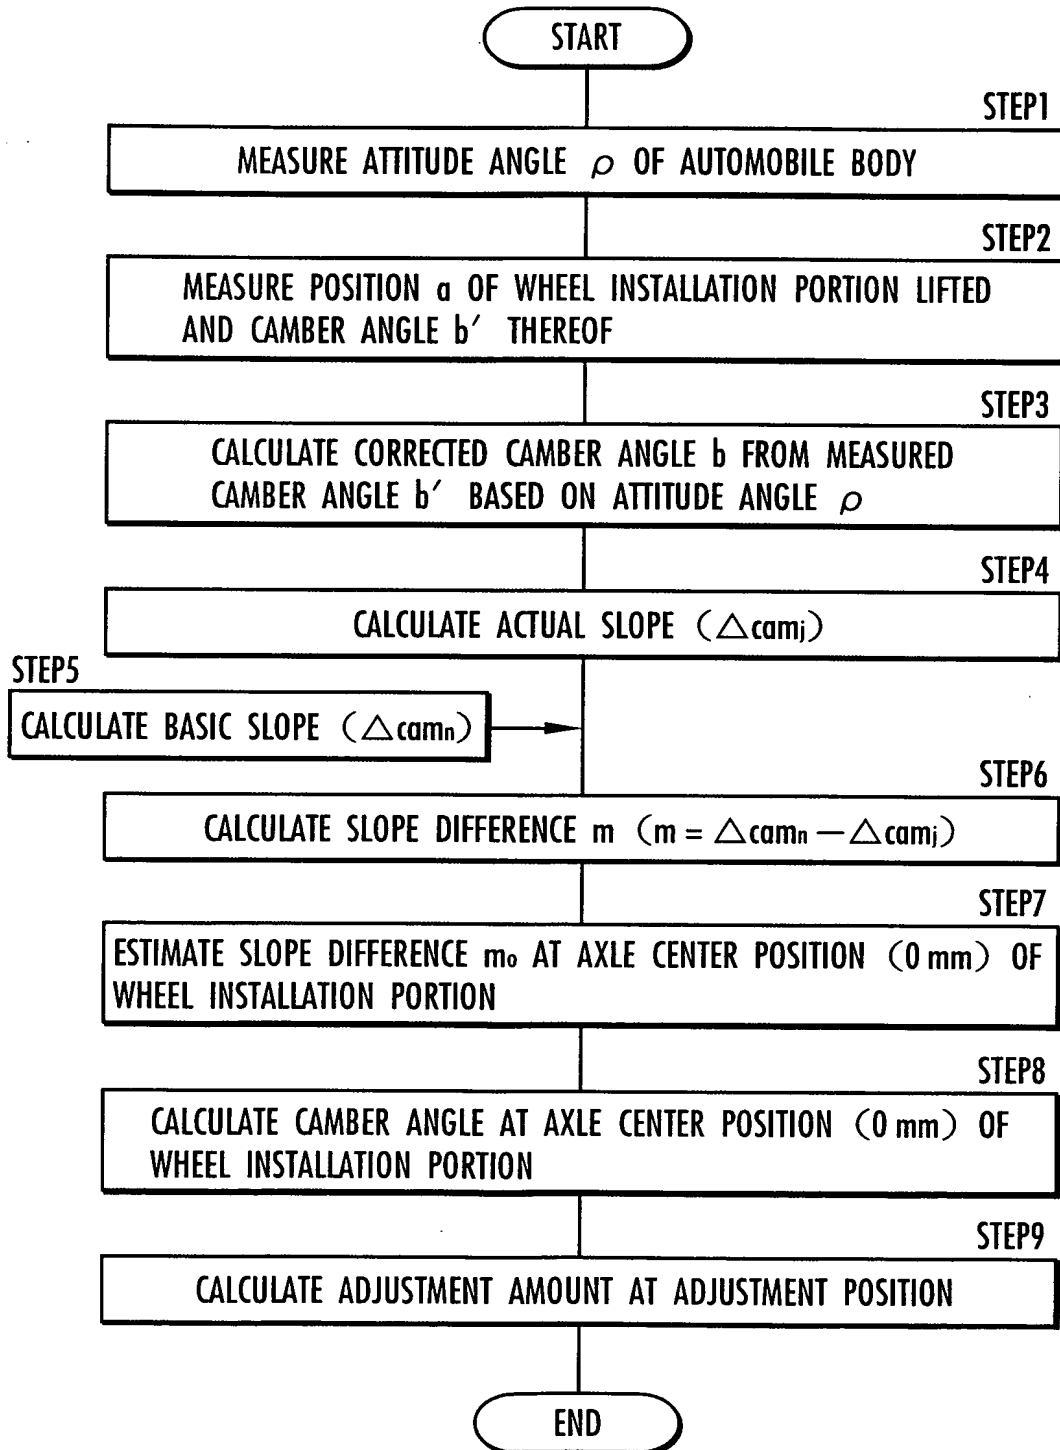 START
STEP1
MEASURE ATTITUDE ANGLE ρ OF AUTOMOBILE BODY
STEP2
MEASURE POSITION a OF WHEEL INSTALLATION PORTION LIFTED
AND CAMBER ANGLE b′ THEREOF
STEP3
CALCULATE CORRECTED CAMBER ANGLE b FROM MEASURED
CAMBER ANGLE b′ BASED ON ATTITUDE ANGLE ρ
STEP4
CALCULATE ACTUAL SLOPE (△camj)
STEP5
CALCULATE BASIC SLOPE (△camn)
STEP6
CALCULATE SLOPE DIFFERENCE m (m = △camn − △camj)
STEP7
ESTIMATE SLOPE DIFFERENCE m₀ AT AXLE CENTER POSITION (0 mm) OF
WHEEL INSTALLATION PORTION
STEP8
CALCULATE CAMBER ANGLE AT AXLE CENTER POSITION (0 mm) OF
WHEEL INSTALLATION PORTION
STEP9
CALCULATE ADJUSTMENT AMOUNT AT ADJUSTMENT POSITION
END